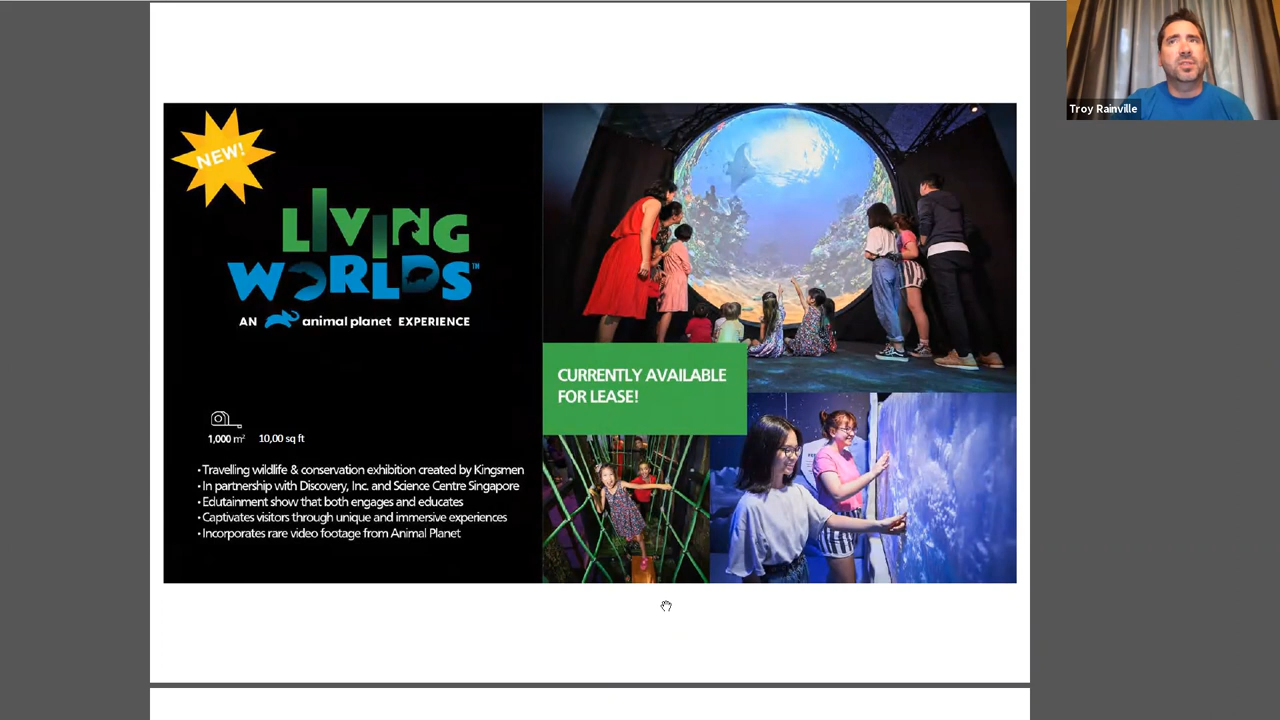 NEW!
LIVING
WORLDS™
AN animal planet EXPERIENCE
1,000 m² 10,00 sq ft
• Travelling wildlife & conservation exhibition created by Kingsmen
• In partnership with Discovery, Inc. and Science Centre Singapore
• Edutainment show that both engages and educates
• Captivates visitors through unique and immersive experiences
• Incorporates rare video footage from Animal Planet
CURRENTLY AVAILABLE
FOR LEASE!
Troy Rainville